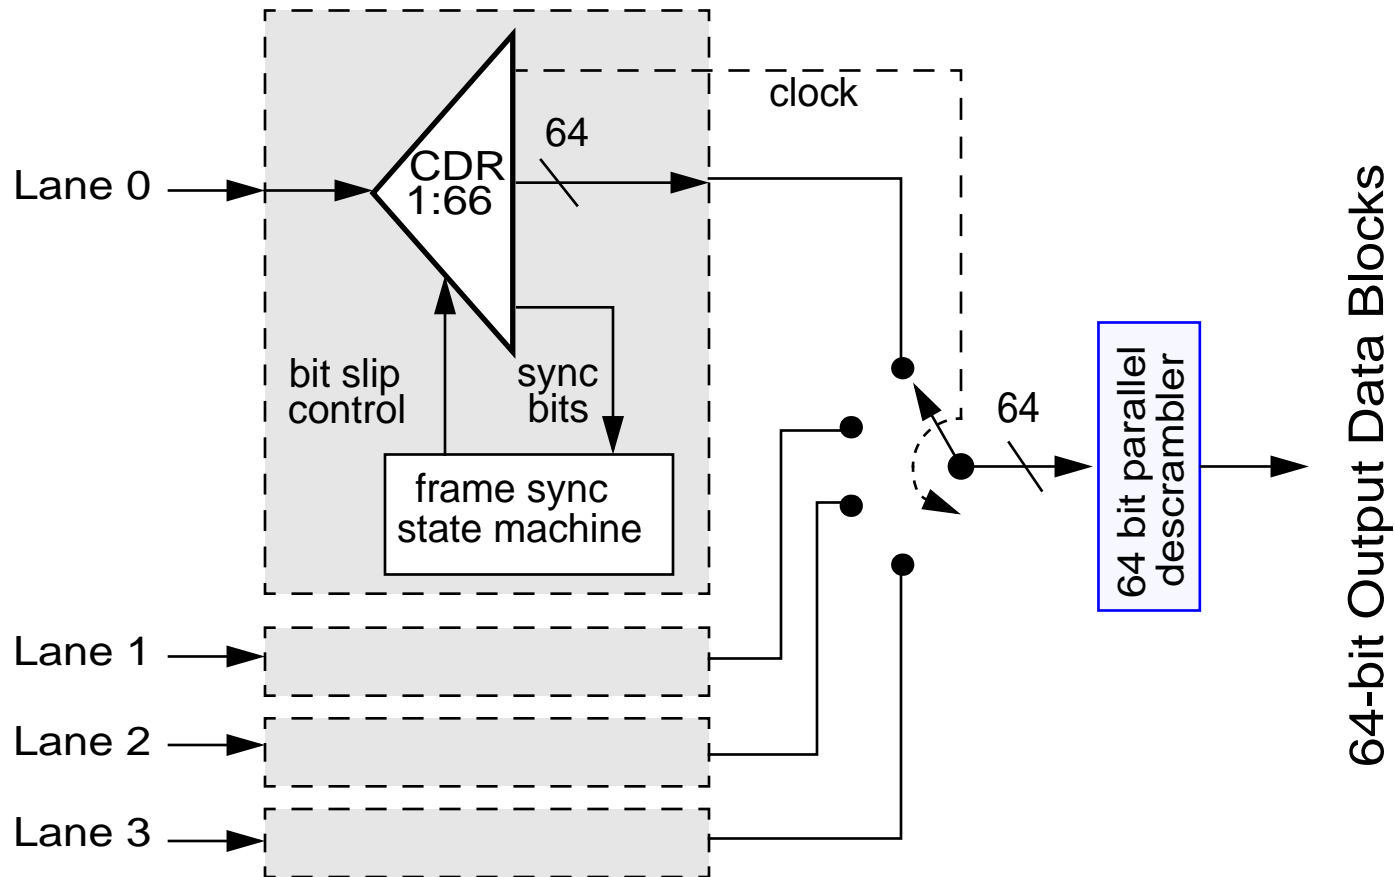 clock
64
CDR
1:66
Lane 0
bit slip
control
sync
bits
frame sync
state machine
64
64 bit parallel
descrambler
64-bit Output Data Blocks
Lane 1
Lane 2
Lane 3